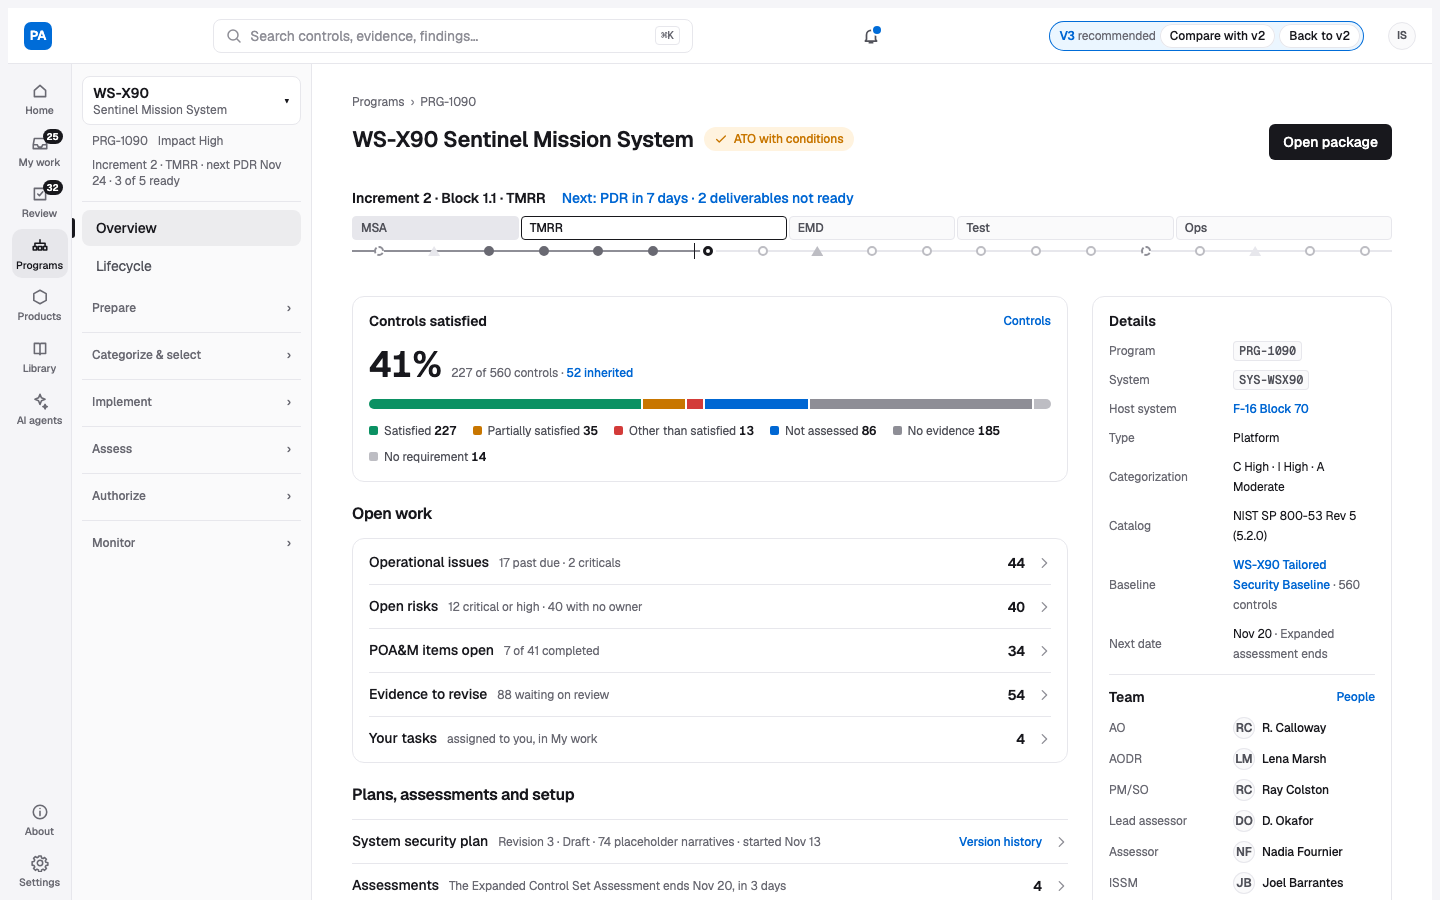 PA
Search controls, evidence, findings...
⌘K
V3 recommended
Compare with v2
Back to v2
IS
Home
25
My work
32
Review
Programs
Products
Library
AI agents
About
Settings
WS-X90
Sentinel Mission System
PRG-1090 Impact High
Increment 2 · TMRR · next PDR Nov
24 · 3 of 5 ready
Overview
Lifecycle
Prepare
Categorize & select
Implement
Assess
Authorize
Monitor
Programs › PRG-1090
WS-X90 Sentinel Mission System
ATO with conditions
Open package
Increment 2 · Block 1.1 · TMRR Next: PDR in 7 days · 2 deliverables not ready
MSA TMRR EMD Test Ops
Controls satisfied
Controls
41% 227 of 560 controls · 52 inherited
Satisfied 227 Partially satisfied 35 Other than satisfied 13 Not assessed 86 No evidence 185
No requirement 14
Open work
Operational issues 17 past due · 2 criticals 44
Open risks 12 critical or high · 40 with no owner 40
POA&M items open 7 of 41 completed 34
Evidence to revise 88 waiting on review 54
Your tasks assigned to you, in My work 4
Plans, assessments and setup
System security plan Revision 3 · Draft · 74 placeholder narratives · started Nov 13 Version history
Assessments The Expanded Control Set Assessment ends Nov 20, in 3 days 4
Details
Program PRG-1090
System SYS-WSX90
Host system F-16 Block 70
Type Platform
Categorization C High · I High · A
Moderate
Catalog NIST SP 800-53 Rev 5
(5.2.0)
Baseline WS-X90 Tailored
Security Baseline · 560
controls
Next date Nov 20 · Expanded
assessment ends
Team People
AO RC R. Calloway
AODR LM Lena Marsh
PM/SO RC Ray Colston
Lead assessor DO D. Okafor
Assessor NF Nadia Fournier
ISSM JB Joel Barrantes